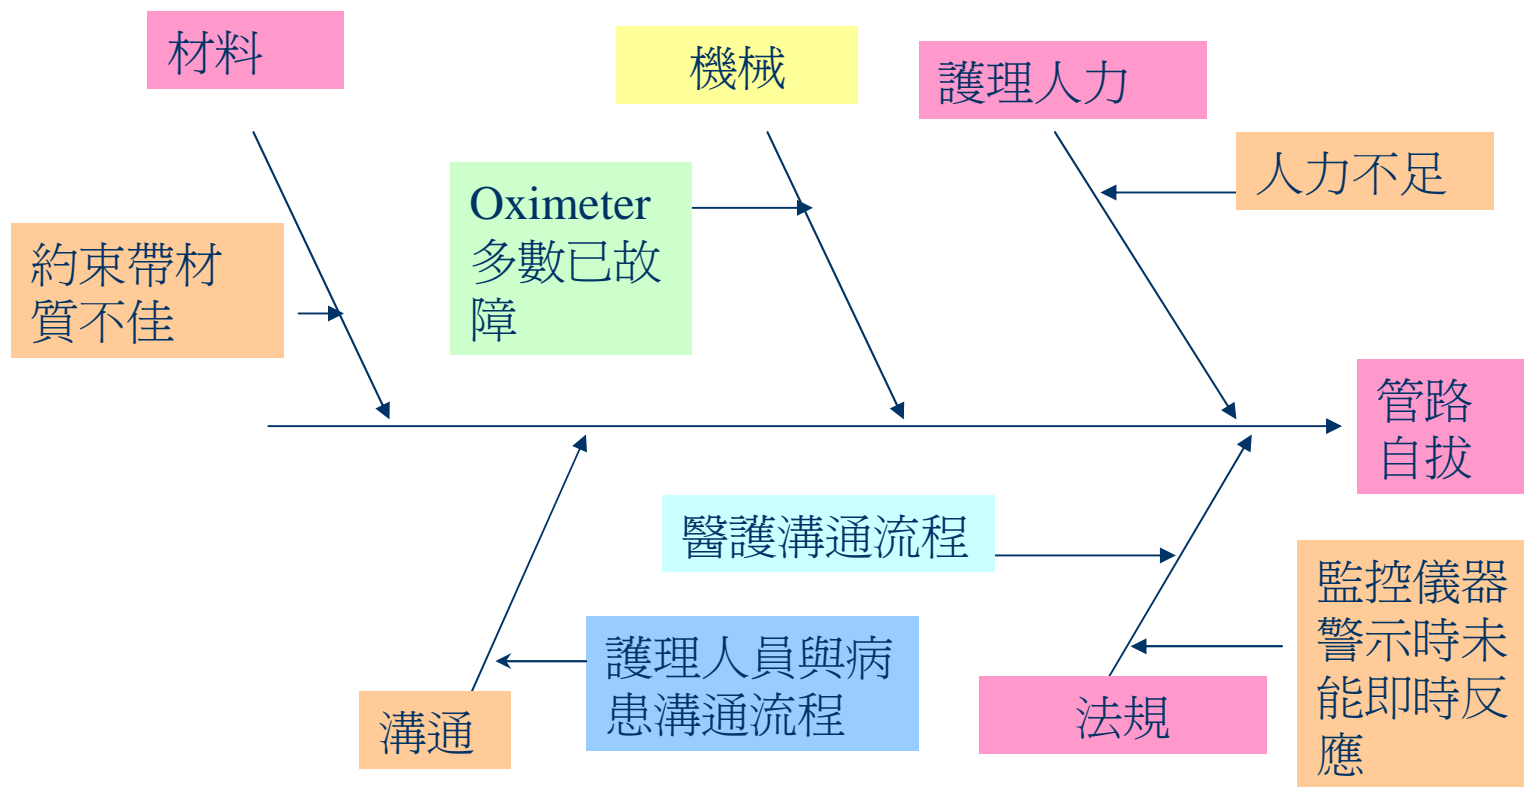 材料
機械
護理人力
人力不足
Oximeter
多數已故
障
約束帶材
質不佳
管路
自拔
醫護溝通流程
監控儀器
警示時未
能即時反
應
護理人員與病
患溝通流程
溝通
法規